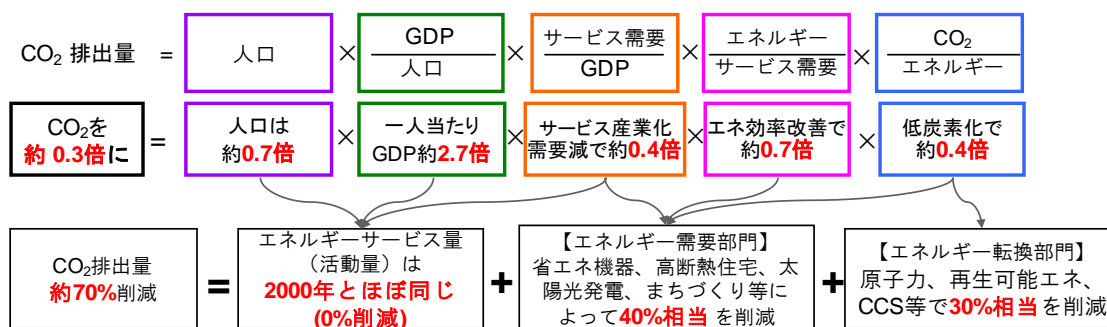 CO2 排出量 = 人口 × GDP / 人口 × サービス需要 / GDP × エネルギー / サービス需要 × CO2 / エネルギー
CO2を
約 0.3倍に
=
人口は
約0.7倍
×
一人当たり
GDP約2.7倍
×
サービス産業化
需要減で約0.4倍
×
エネ効率改善で
約0.7倍
×
低炭素化で
約0.4倍
CO2排出量
約70%削減
=
エネルギーサービス量
（活動量）は
2000年とほぼ同じ
(0%削減)
+
【エネルギー需要部門】
省エネ機器、高断熱住宅、太
陽光発電、まちづくり等に
よって40%相当 を削減
+
【エネルギー転換部門】
原子力、再生可能エネ、
CCS等で30%相当 を削減